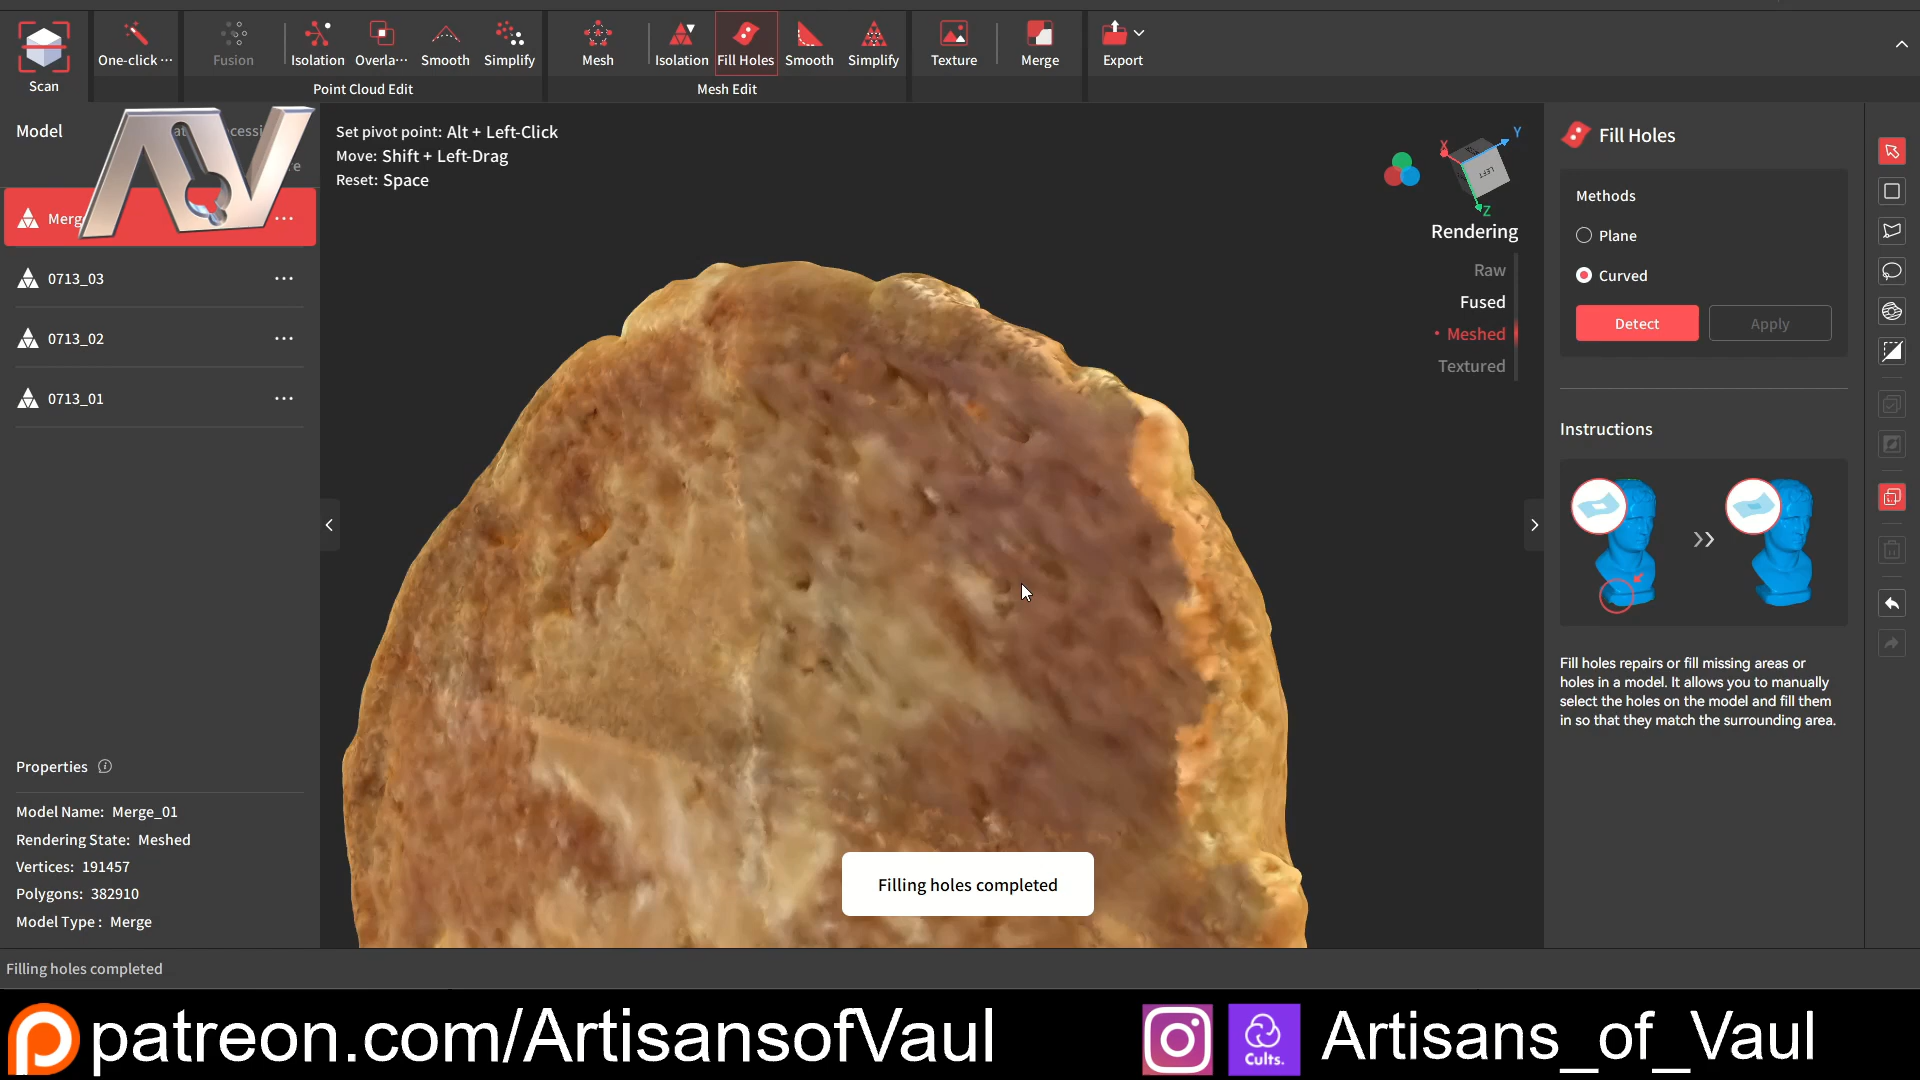 Scan
One-click ···
Fusion
Isolation
Overla···
Smooth
Simplify
Point Cloud Edit
Mesh
Isolation
Fill Holes
Smooth
Simplify
Mesh Edit
Texture
Merge
Export
Model
AV
Merg
0713_03
0713_02
0713_01
Properties
Model Name: Merge_01
Rendering State: Meshed
Vertices: 191457
Polygons: 382910
Model Type : Merge
Set pivot point: Alt + Left-Click
Move: Shift + Left-Drag
Reset: Space
X
Y
Z
LEFT
Rendering
Raw
Fused
Meshed
Textured
Filling holes completed
Fill Holes
Methods
Plane
Curved
Detect
Apply
Instructions
Fill holes repairs or fill missing areas or
holes in a model. It allows you to manually
select the holes on the model and fill them
in so that they match the surrounding area.
Filling holes completed
patreon.com/ArtisansofVaul
Cults.
Artisans_of_Vaul